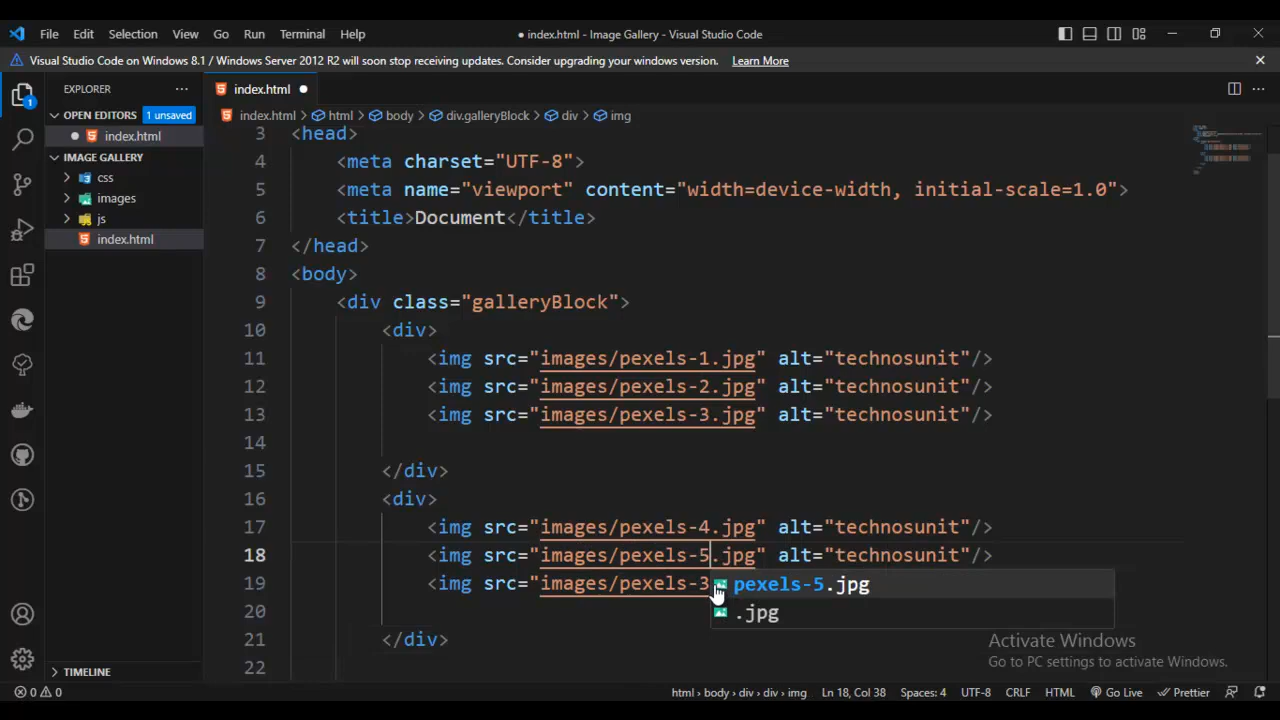 File Edit Selection View Go Run Terminal Help ● index.html - Image Gallery - Visual Studio Code
Visual Studio Code on Windows 8.1 / Windows Server 2012 R2 will soon stop receiving updates. Consider upgrading your windows version. Learn More
EXPLORER ··· index.html ●
OPEN EDITORS 1 unsaved
index.html > html > body > div.galleryBlock > div > img
● index.html
IMAGE GALLERY
css
images
js
index.html
3 <head>
4 <meta charset="UTF-8">
5 <meta name="viewport" content="width=device-width, initial-scale=1.0">
6 <title>Document</title>
7 </head>
8 <body>
9 <div class="galleryBlock">
10 <div>
11 <img src="images/pexels-1.jpg" alt="technosunit"/>
12 <img src="images/pexels-2.jpg" alt="technosunit"/>
13 <img src="images/pexels-3.jpg" alt="technosunit"/>
14
15 </div>
16 <div>
17 <img src="images/pexels-4.jpg" alt="technosunit"/>
18 <img src="images/pexels-5.jpg" alt="technosunit"/>
19 <img src="images/pexels-3
pexels-5.jpg
20
.jpg
21 </div>
22
Activate Windows
Go to PC settings to activate Windows.
TIMELINE
0 0 html > body > div > div > img Ln 18, Col 38 Spaces: 4 UTF-8 CRLF HTML Go Live Prettier
1